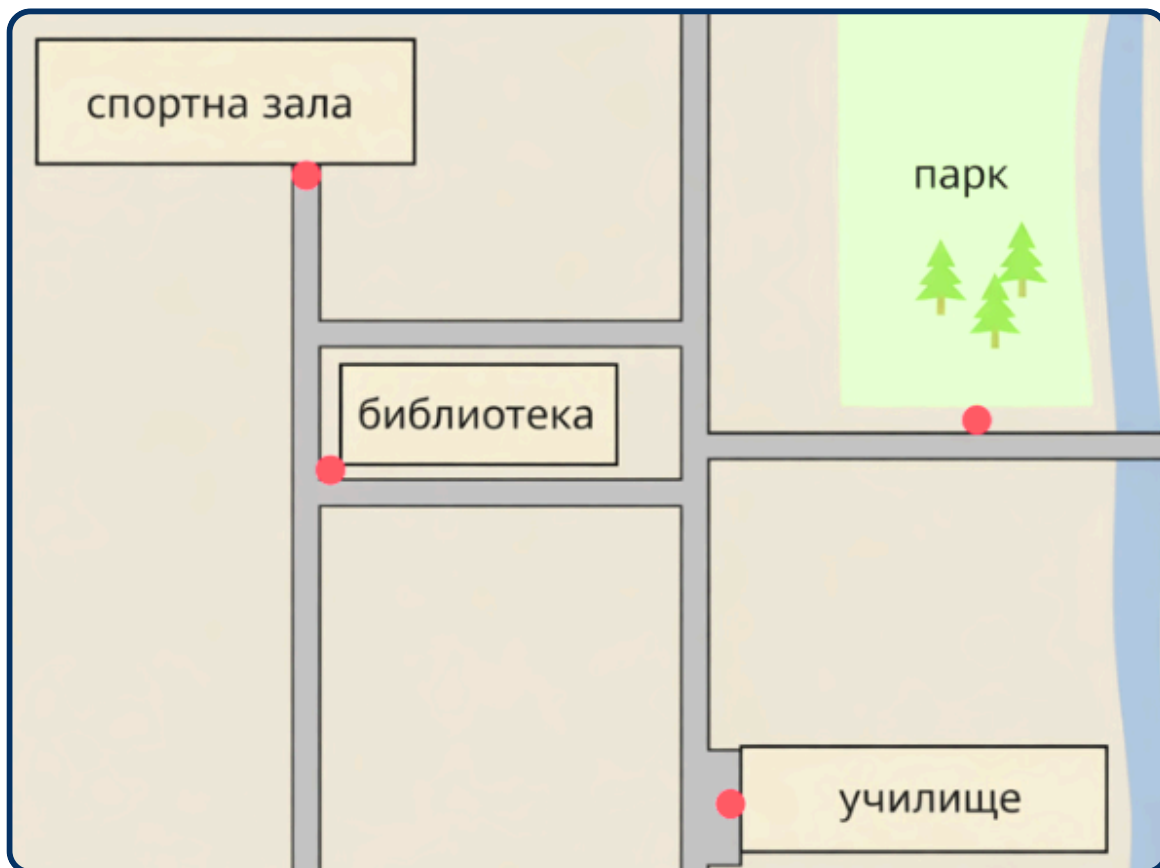 спортна зала
парк
библиотека
училище